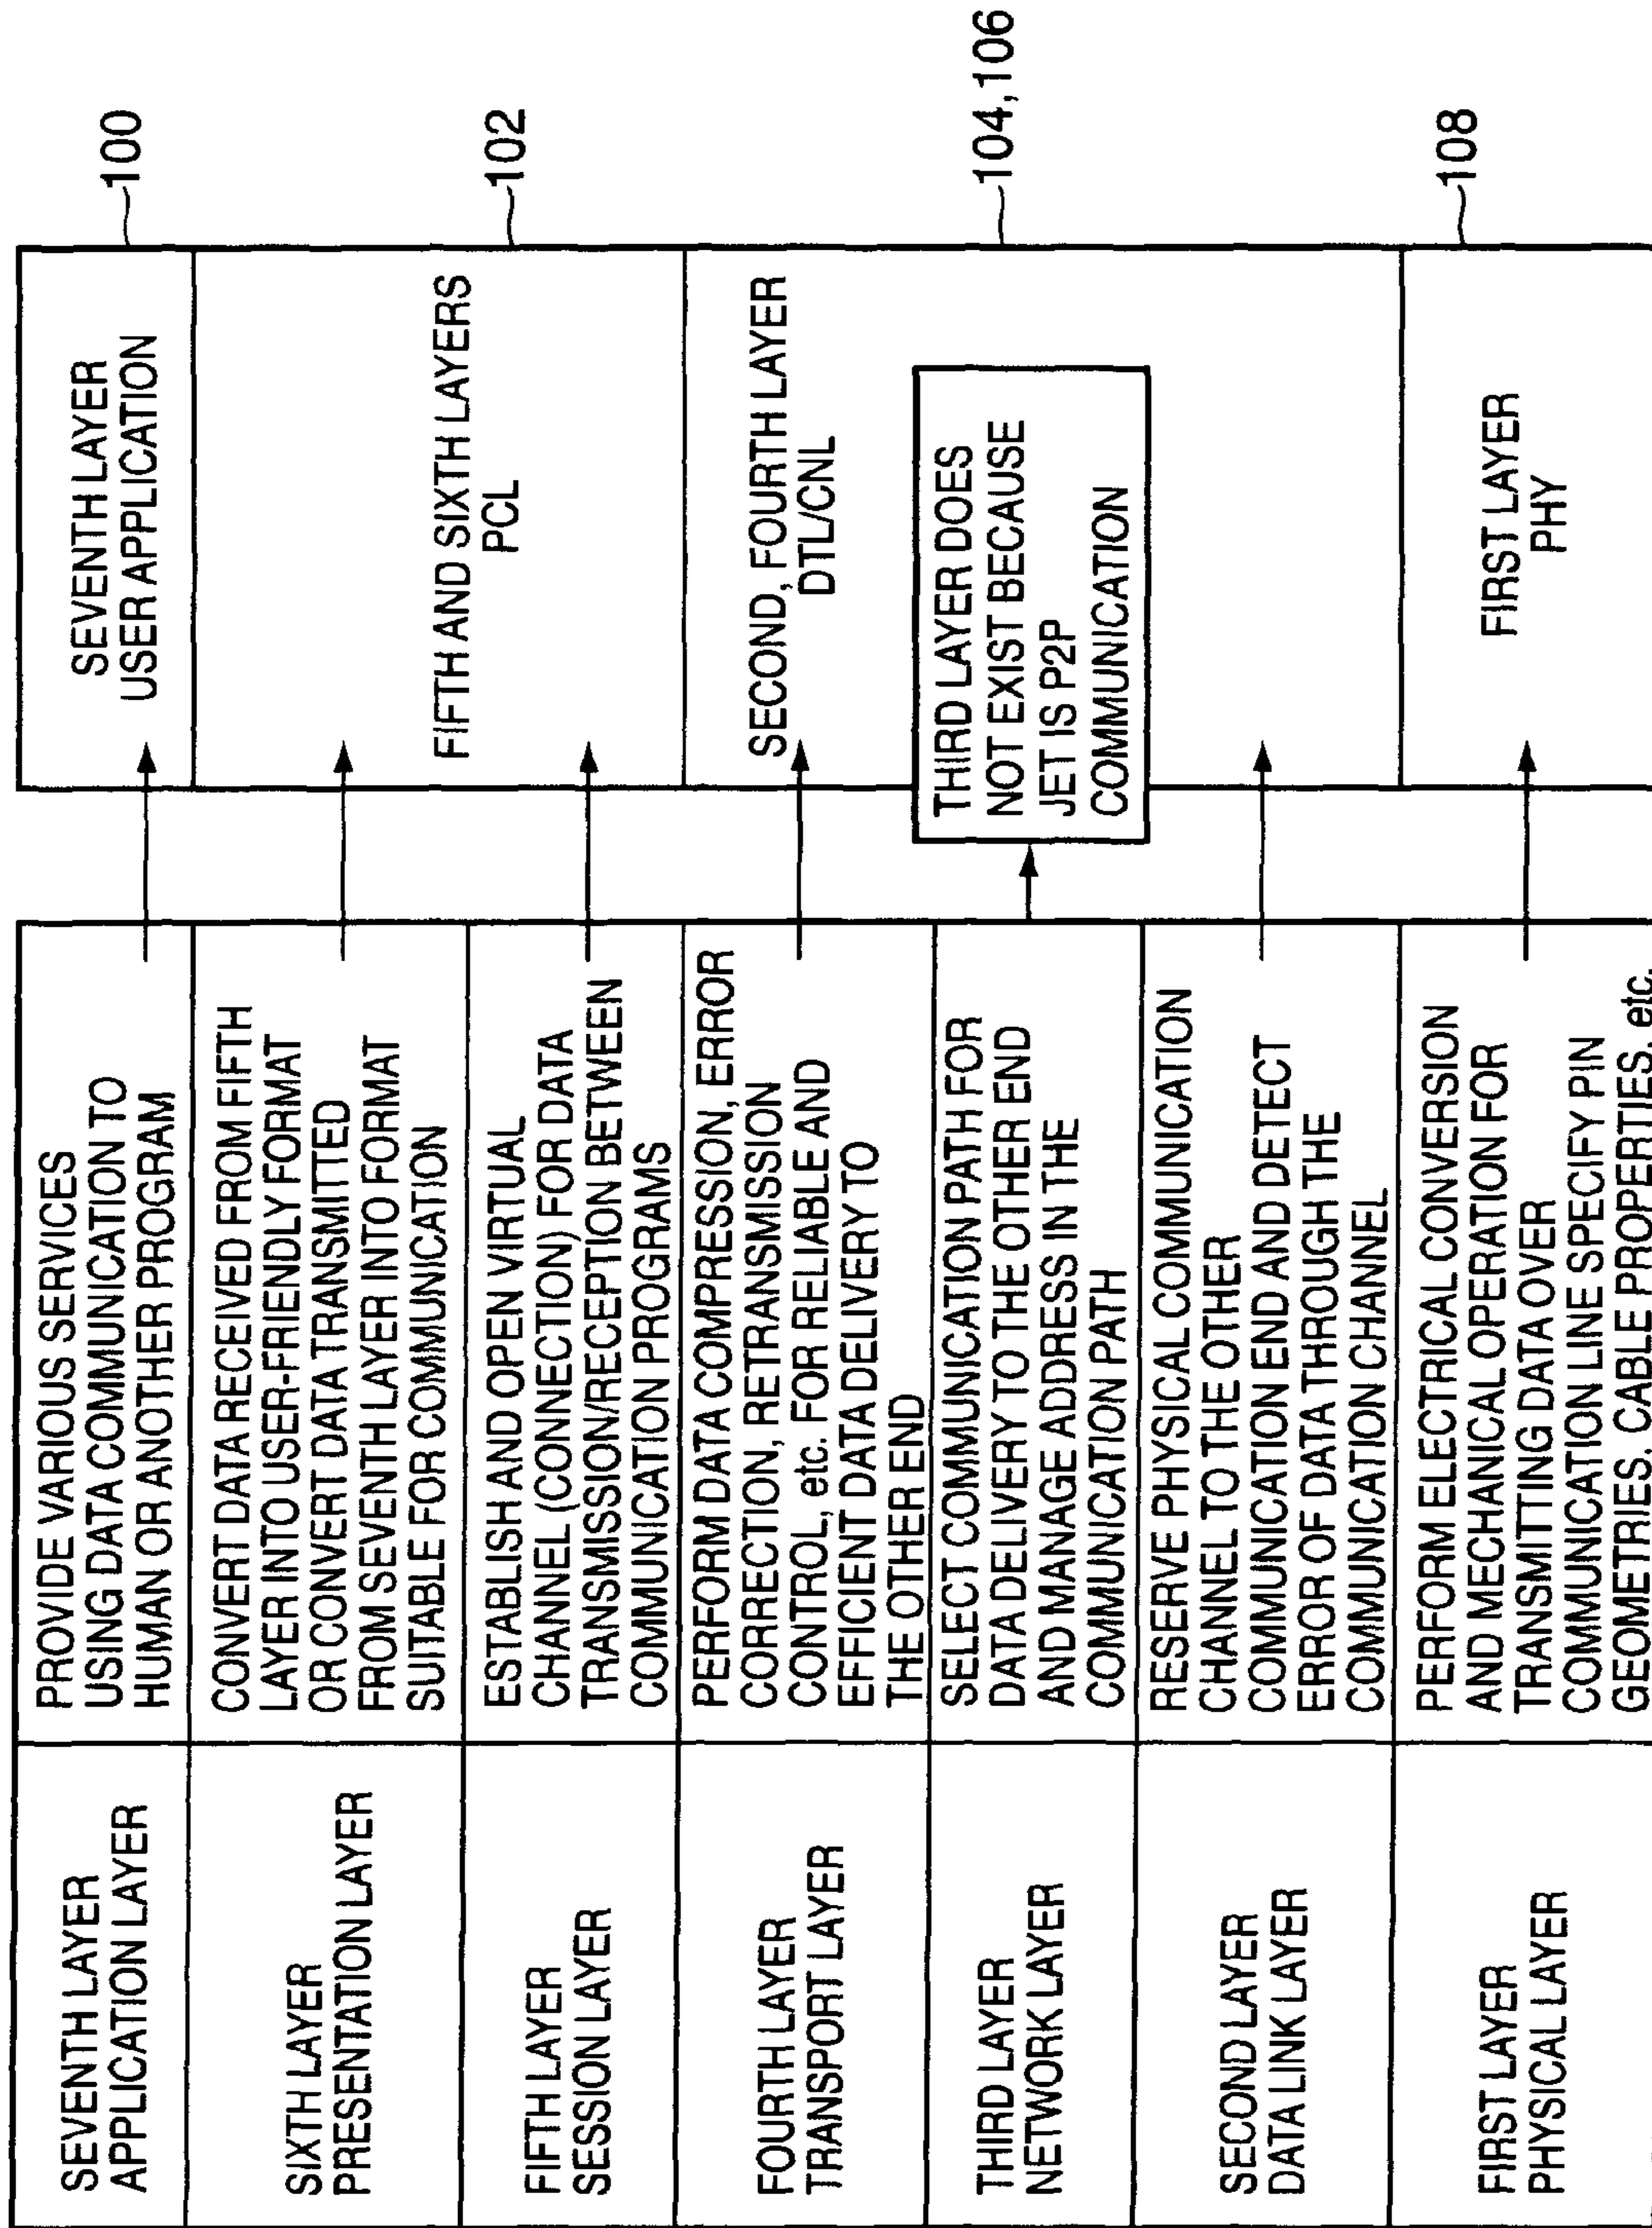 SEVENTH LAYER
APPLICATION LAYER
PROVIDE VARIOUS SERVICES
USING DATA COMMUNICATION TO
HUMAN OR ANOTHER PROGRAM
SEVENTH LAYER
USER APPLICATION
100
SIXTH LAYER
PRESENTATION LAYER
CONVERT DATA RECEIVED FROM FIFTH
LAYER INTO USER-FRIENDLY FORMAT
OR CONVERT DATA TRANSMITTED
FROM SEVENTH LAYER INTO FORMAT
SUITABLE FOR COMMUNICATION
FIFTH AND SIXTH LAYERS
PCL
102
FIFTH LAYER
SESSION LAYER
ESTABLISH AND OPEN VIRTUAL
CHANNEL (CONNECTION) FOR DATA
TRANSMISSION/RECEPTION BETWEEN
COMMUNICATION PROGRAMS
FOURTH LAYER
TRANSPORT LAYER
PERFORM DATA COMPRESSION, ERROR
CORRECTION, RETRANSMISSION
CONTROL, etc. FOR RELIABLE AND
EFFICIENT DATA DELIVERY TO
THE OTHER END
SECOND, FOURTH LAYER
DTL/CNL
104,106
THIRD LAYER
NETWORK LAYER
SELECT COMMUNICATION PATH FOR
DATA DELIVERY TO THE OTHER END
AND MANAGE ADDRESS IN THE
COMMUNICATION PATH
THIRD LAYER DOES
NOT EXIST BECAUSE
JET IS P2P
COMMUNICATION
SECOND LAYER
DATA LINK LAYER
RESERVE PHYSICAL COMMUNICATION
CHANNEL TO THE OTHER
COMMUNICATION END AND DETECT
ERROR OF DATA THROUGH THE
COMMUNICATION CHANNEL
FIRST LAYER
PHYSICAL LAYER
PERFORM ELECTRICAL CONVERSION
AND MECHANICAL OPERATION FOR
TRANSMITTING DATA OVER
COMMUNICATION LINE SPECIFY PIN
GEOMETRIES, CABLE PROPERTIES, etc.
FIRST LAYER
PHY
108